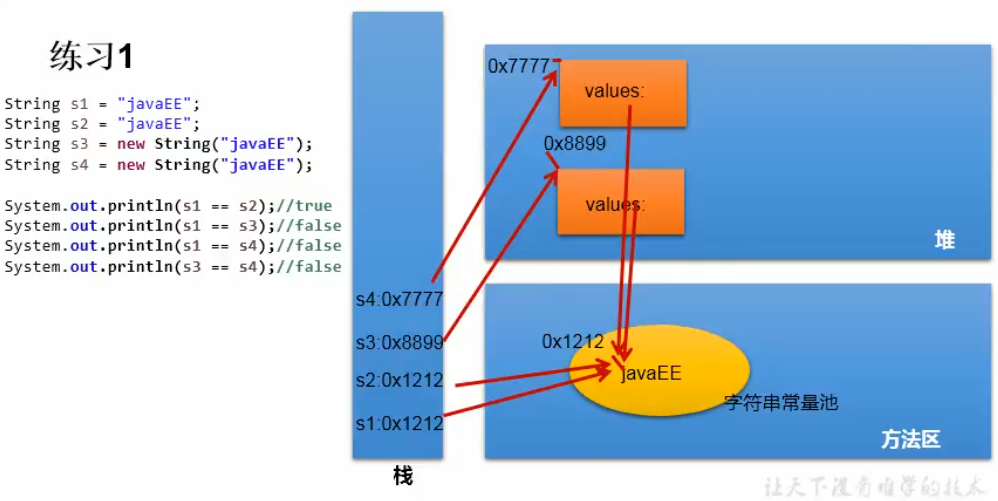 练习1
String s1 = "javaEE";
String s2 = "javaEE";
String s3 = new String("javaEE");
String s4 = new String("javaEE");
System.out.println(s1 == s2);//true
System.out.println(s1 == s3);//false
System.out.println(s1 == s4);//false
System.out.println(s3 == s4);//false
s4:0x7777
s3:0x8899
s2:0x1212
s1:0x1212
栈
0x7777
values:
0x8899
values:
堆
0x1212
javaEE
字符串常量池
方法区
让天下没有难学的技术